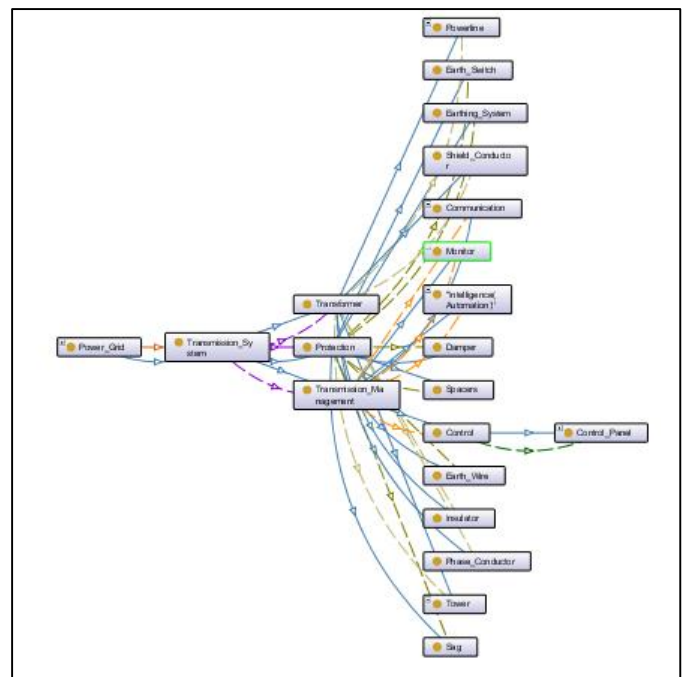 Powerline
Earth_Switch
Earthing_System
Shield_Conducto
r
Communication
Monitor
"Intelligence(
Automation)'
Transformer
Power_Grid
Transmission_Sy
stem
Protection
Damper
Transmission_Ma
nagement
Spacers
Control
Control_Panel
Earth_Wire
Insulator
Phase_Conductor
Tower
Sag